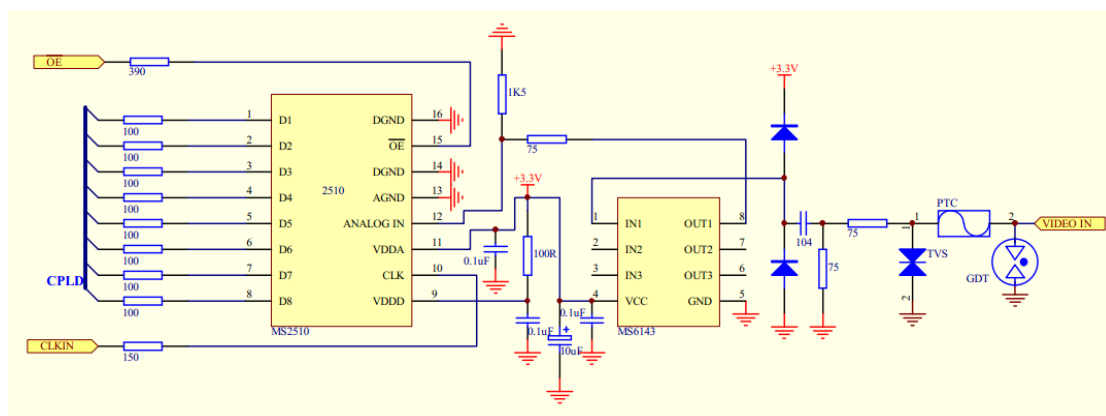 OE
390
CPLD
100
100
100
100
100
100
100
100
CLKIN
150
1
2
3
4
5
6
7
8
D1
D2
D3
D4
D5
D6
D7
D8
2510
DGND
OE
DGND
AGND
ANALOG IN
VDDA
CLK
VDDD
16
15
14
13
12
11
10
9
MS2510
1K5
75
+3.3V
0.1uF
100R
0.1uF
10uF
0.1uF
1
2
3
4
IN1
IN2
IN3
VCC
OUT1
OUT2
OUT3
GND
8
7
6
5
MS6143
+3.3V
104
75
75
1
1
TVS
2
PTC
2
GDT
VIDEO IN